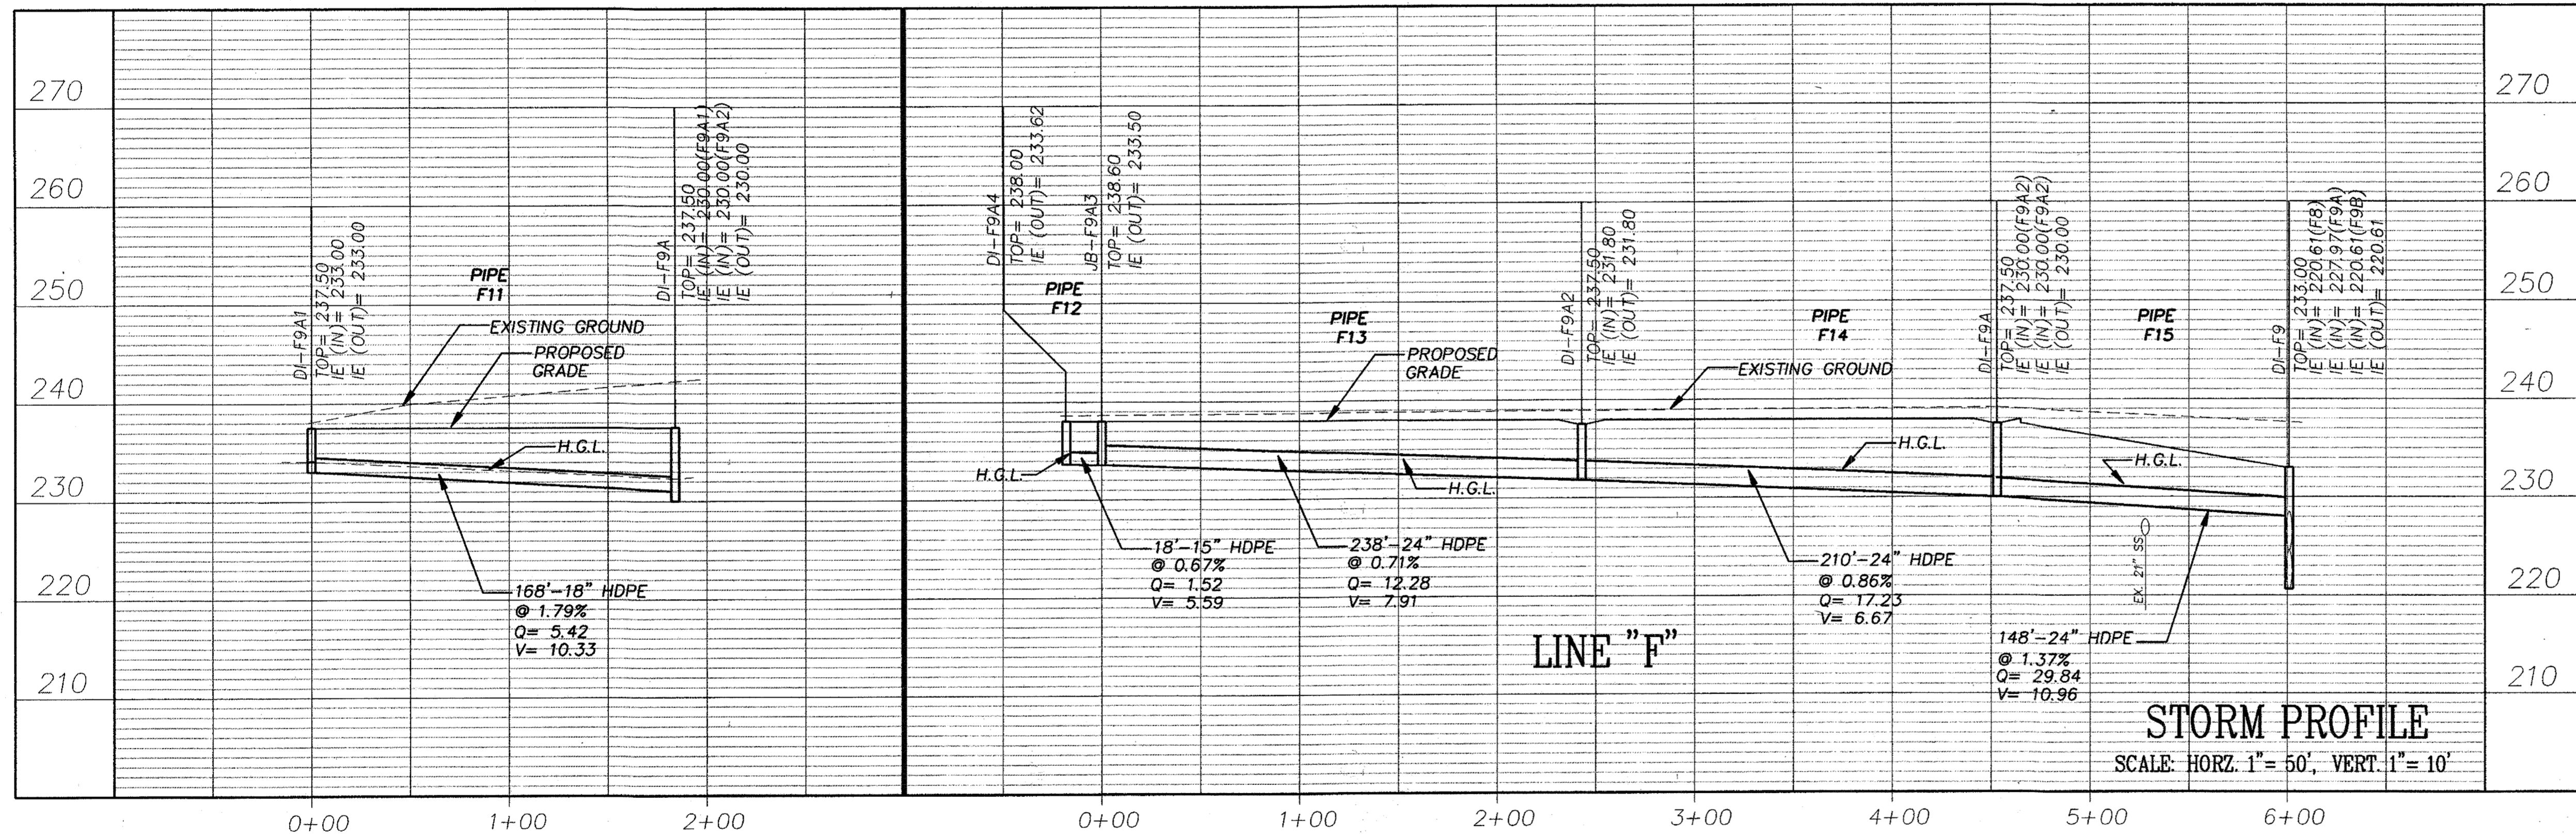 270
260
250
240
230
220
210
DI-F9A1
TOP= 237.50
IE (IN)= 233.00
IE (OUT)= 233.00
PIPE
F11
EXISTING GROUND
PROPOSED
GRADE
H.G.L.
168'-18" HDPE
@ 1.79%
Q= 5.42
V= 10.33
DI-F9A
TOP= 237.50
IE (IN)= 230.00(F9A1)
IE (IN)= 230.00(F9A2)
IE (OUT)= 230.00
0+00
1+00
2+00
DI-F9A4
TOP= 238.00
IE (OUT)= 233.62
PIPE
F12
JB-F9A3
TOP= 238.60
IE (OUT)= 233.50
H.G.L.
18'-15" HDPE
@ 0.67%
Q= 1.52
V= 5.59
PIPE
F13
PROPOSED
GRADE
H.G.L.
238'-24" HDPE
@ 0.71%
Q= 12.28
V= 7.91
DI-F9A2
TOP= 237.50
IE (IN)= 231.80
IE (OUT)= 231.80
EXISTING GROUND
PIPE
F14
H.G.L.
210'-24" HDPE
@ 0.86%
Q= 17.23
V= 6.67
DI-F9A
TOP= 237.50
IE (IN)= 230.00(F9A2)
IE (IN)= 230.00(F9A2)
IE (OUT)= 230.00
PIPE
F15
H.G.L.
EX. 21" SS
148'-24" HDPE
@ 1.37%
Q= 29.84
V= 10.96
DI-F9
TOP= 233.00
IE (IN)= 220.61(F8)
IE (IN)= 227.97(F9A)
IE (IN)= 220.61(F9B)
IE (OUT)= 220.61
LINE "F"
STORM PROFILE
SCALE: HORZ. 1"= 50', VERT. 1"= 10'
0+00
1+00
2+00
3+00
4+00
5+00
6+00
270
260
250
240
230
220
210